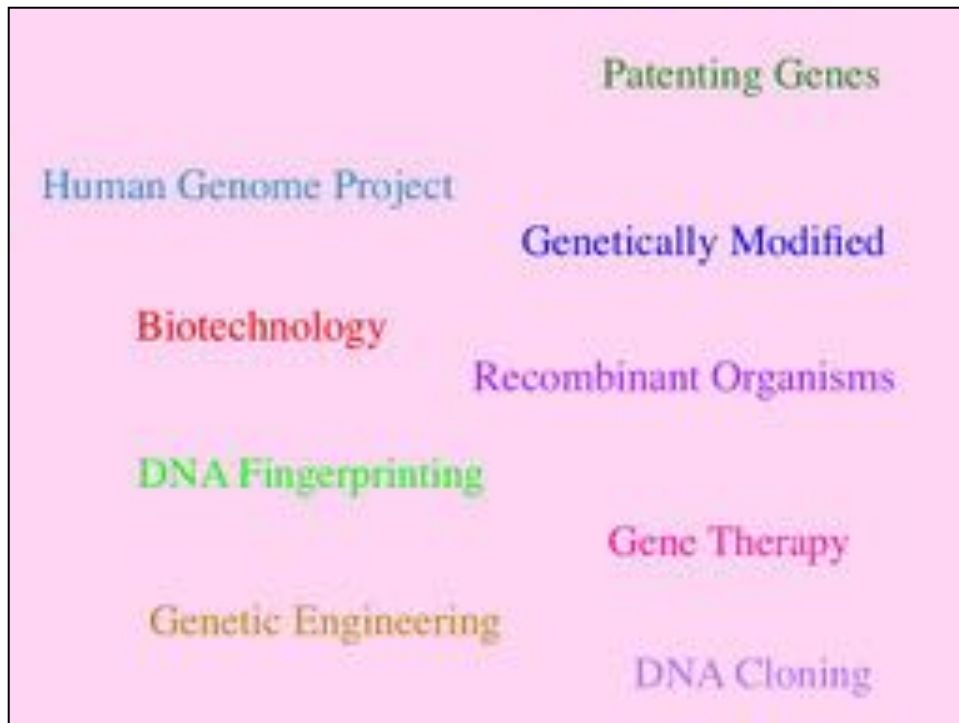 Patenting Genes
Human Genome Project
Genetically Modified
Biotechnology
Recombinant Organisms
DNA Fingerprinting
Gene Therapy
Genetic Engineering
DNA Cloning